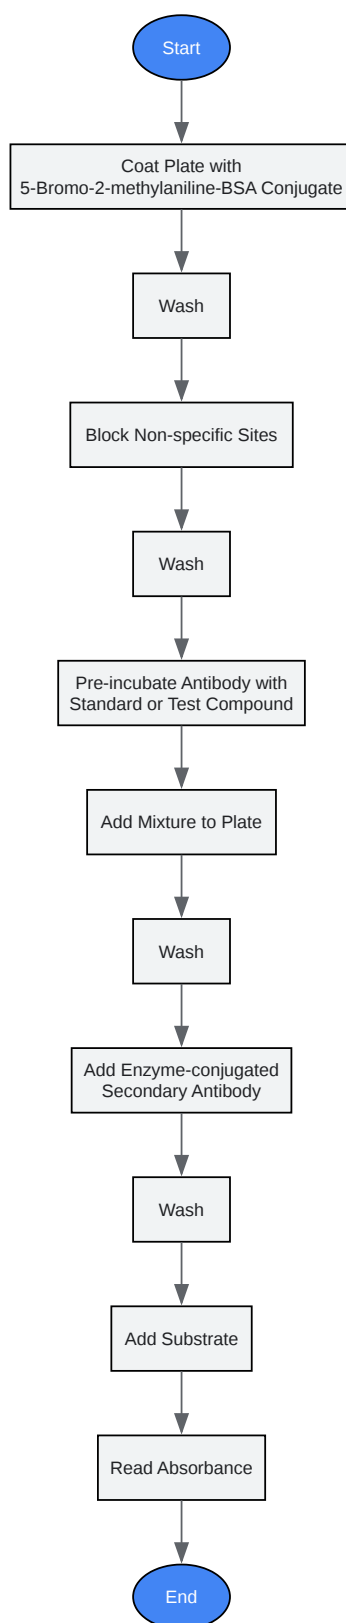 Start
Coat Plate with
5-Bromo-2-methylaniline-BSA Conjugate
Wash
Block Non-specific Sites
Wash
Pre-incubate Antibody with
Standard or Test Compound
Add Mixture to Plate
Wash
Add Enzyme-conjugated
Secondary Antibody
Wash
Add Substrate
Read Absorbance
End